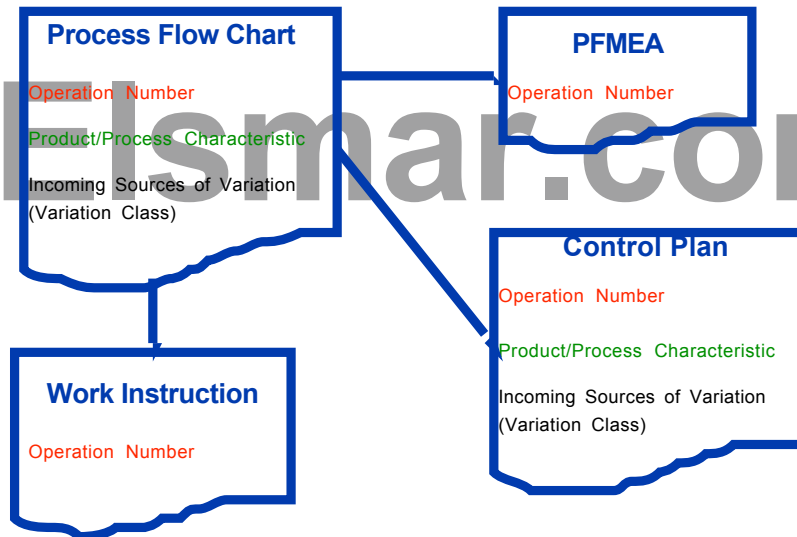 Process Flow Chart
Operation Number
Product/Process Characteristic
Incoming Sources of Variation
(Variation Class)
PFMEA
Operation Number
Elsmar.co
Control Plan
Operation Number
Product/Process Characteristic
Incoming Sources of Variation
(Variation Class)
Work Instruction
Operation Number